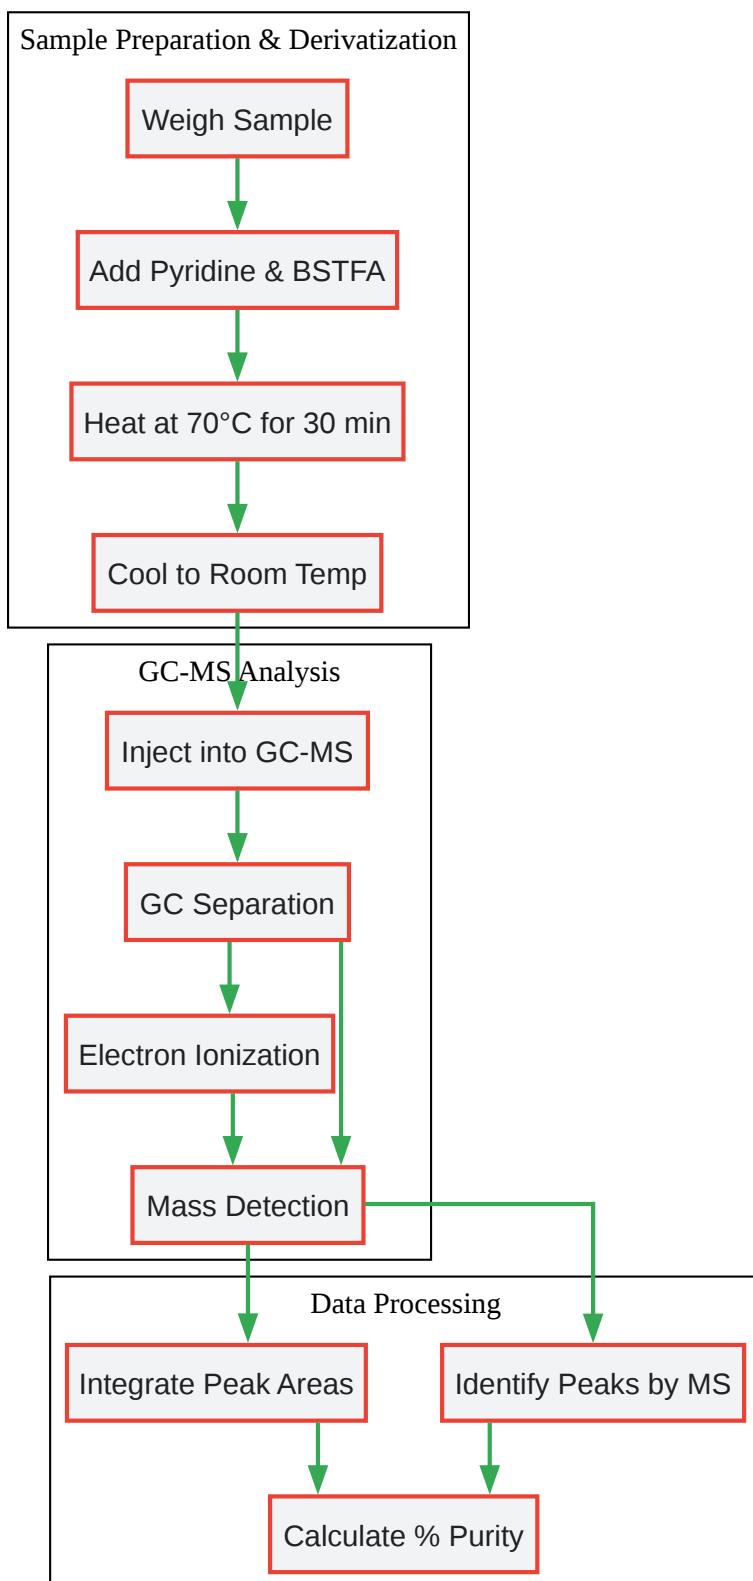 Sample Preparation & Derivatization
Weigh Sample
Add Pyridine & BSTFA
Heat at 70°C for 30 min
Cool to Room Temp
GC-MS Analysis
Inject into GC-MS
GC Separation
Electron Ionization
Mass Detection
Data Processing
Integrate Peak Areas
Identify Peaks by MS
Calculate % Purity